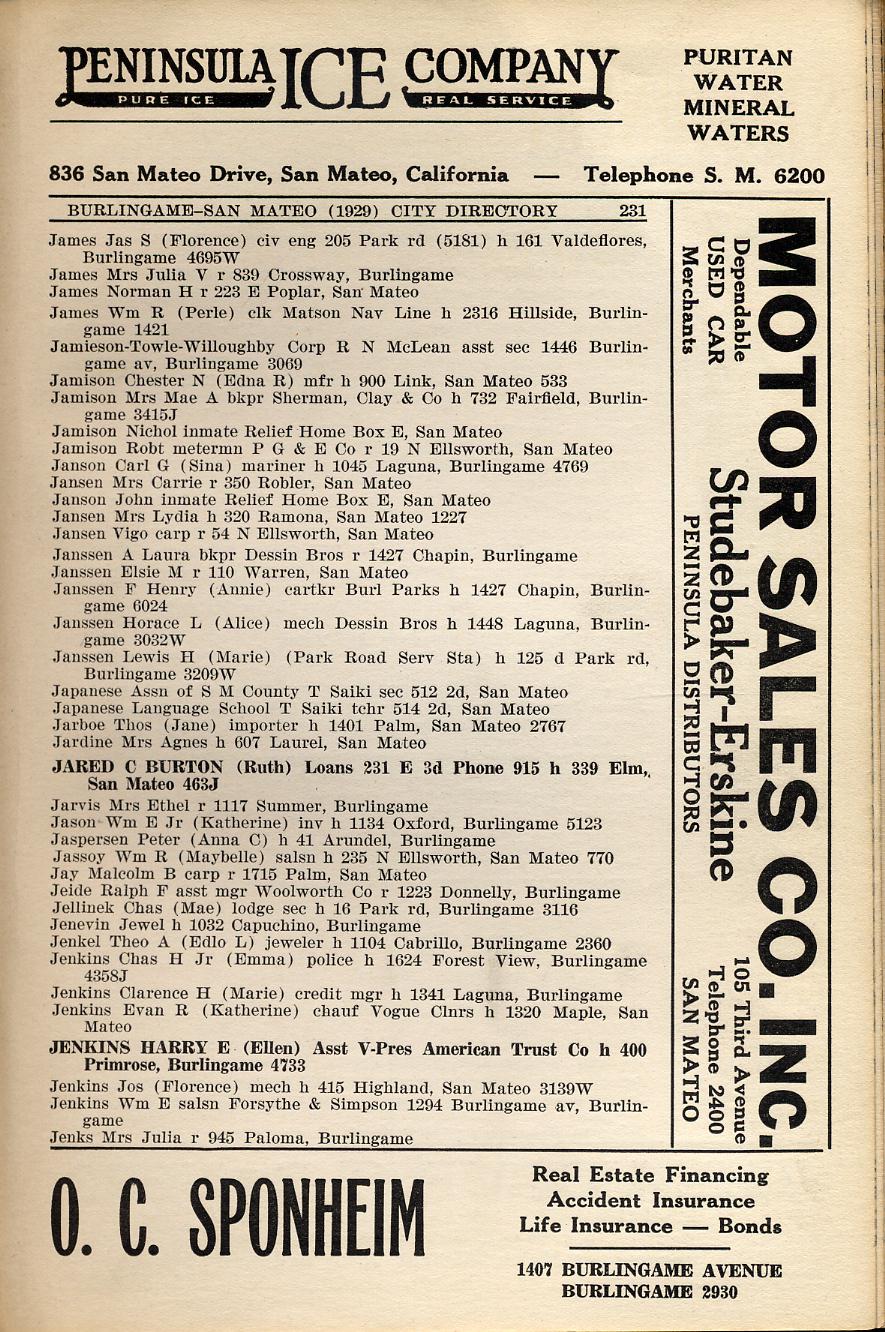 PENINSULA ICE COMPANY
PURE ICE REAL SERVICE
PURITAN
WATER
MINERAL
WATERS
836 San Mateo Drive, San Mateo, California — Telephone S. M. 6200
BURLINGAME–SAN MATEO (1929) CITY DIRECTORY 231
James Jas S (Florence) civ eng 205 Park rd (5181) h 161 Valdeflores,
Burlingame 4695W
James Mrs Julia V r 839 Crossway, Burlingame
James Norman H r 223 E Poplar, San Mateo
James Wm R (Perle) clk Matson Nav Line h 2316 Hillside, Burlin-
game 1421
Jamieson-Towle-Willoughby Corp R N McLean asst sec 1446 Burlin-
game av, Burlingame 3069
Jamison Chester N (Edna R) mfr h 900 Link, San Mateo 533
Jamison Mrs Mae A bkpr Sherman, Clay & Co h 732 Fairfield, Burlin-
game 3415J
Jamison Nichol inmate Relief Home Box E, San Mateo
Jamison Robt metermn P G & E Co r 19 N Ellsworth, San Mateo
Janson Carl G (Sina) mariner h 1045 Laguna, Burlingame 4769
Jansen Mrs Carrie r 350 Robler, San Mateo
Janson John inmate Relief Home Box E, San Mateo
Jansen Mrs Lydia h 320 Ramona, San Mateo 1227
Jansen Vigo carp r 54 N Ellsworth, San Mateo
Janssen A Laura bkpr Dessin Bros r 1427 Chapin, Burlingame
Janssen Elsie M r 110 Warren, San Mateo
Janssen F Henry (Annie) cartkr Burl Parks h 1427 Chapin, Burlin-
game 6024
Janssen Horace L (Alice) mech Dessin Bros h 1448 Laguna, Burlin-
game 3032W
Janssen Lewis H (Marie) (Park Road Serv Sta) h 125 d Park rd,
Burlingame 3209W
Japanese Assn of S M County T Saiki sec 512 2d, San Mateo
Japanese Language School T Saiki tchr 514 2d, San Mateo
Jarboe Thos (Jane) importer h 1401 Palm, San Mateo 2767
Jardine Mrs Agnes h 607 Laurel, San Mateo
JARED C BURTON (Ruth) Loans 231 E 3d Phone 915 h 339 Elm,
San Mateo 463J
Jarvis Mrs Ethel r 1117 Summer, Burlingame
Jason Wm E Jr (Katherine) inv h 1134 Oxford, Burlingame 5123
Jaspersen Peter (Anna C) h 41 Arundel, Burlingame
Jassoy Wm R (Maybelle) salsn h 235 N Ellsworth, San Mateo 770
Jay Malcolm B carp r 1715 Palm, San Mateo
Jeide Ralph F asst mgr Woolworth Co r 1223 Donnelly, Burlingame
Jellinek Chas (Mae) lodge sec h 16 Park rd, Burlingame 3116
Jenevin Jewel h 1032 Capuchino, Burlingame
Jenkel Theo A (Edlo L) jeweler h 1104 Cabrillo, Burlingame 2360
Jenkins Chas H Jr (Emma) police h 1624 Forest View, Burlingame
4358J
Jenkins Clarence H (Marie) credit mgr h 1341 Laguna, Burlingame
Jenkins Evan R (Katherine) chauf Vogue Clnrs h 1320 Maple, San
Mateo
JENKINS HARRY E (Ellen) Asst V-Pres American Trust Co h 400
Primrose, Burlingame 4733
Jenkins Jos (Florence) mech h 415 Highland, San Mateo 3139W
Jenkins Wm E salsn Forsythe & Simpson 1294 Burlingame av, Burlin-
game
Jenks Mrs Julia r 945 Paloma, Burlingame
MOTOR SALES CO. INC.
Dependable
USED CAR
Merchants
Studebaker-Erskine
PENINSULA DISTRIBUTORS
105 Third Avenue
Telephone 2400
SAN MATEO
O. C. SPONHEIM
Real Estate Financing
Accident Insurance
Life Insurance — Bonds
1407 BURLINGAME AVENUE
BURLINGAME 2930